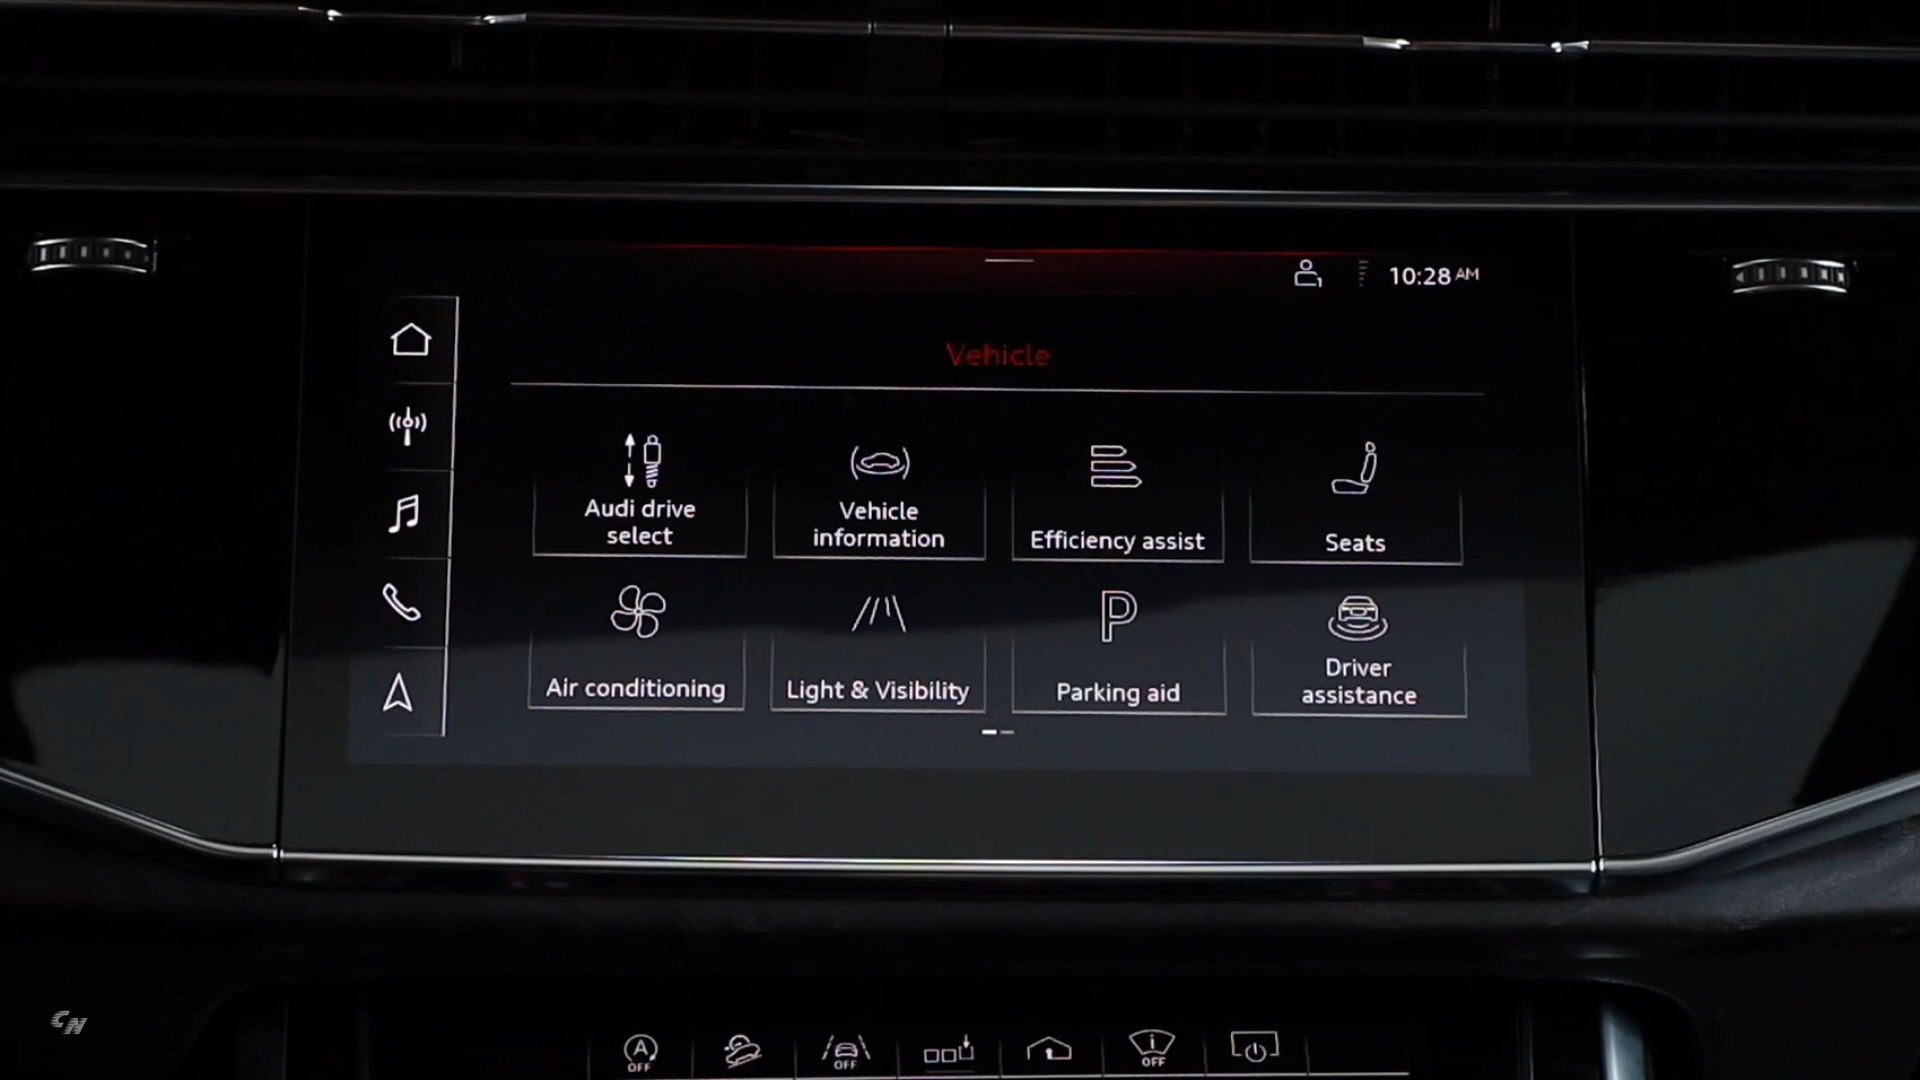 10:28 AM
Vehicle
Audi drive
select
Vehicle
information
Efficiency assist
Seats
Air conditioning
Light & Visibility
P
Parking aid
Driver
assistance
A
OFF
OFF
i
OFF
CN